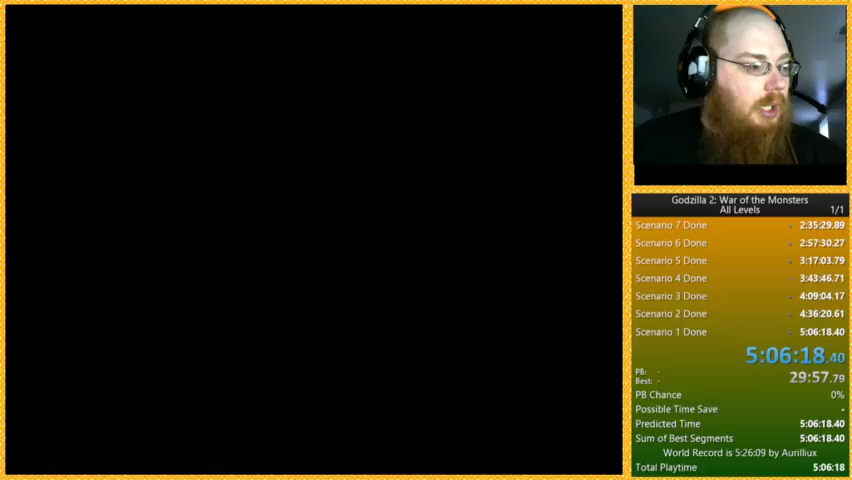 Godzilla 2: War of the Monsters
All Levels 1/1
Scenario 7 Done - 2:35:29.89
Scenario 6 Done - 2:57:30.27
Scenario 5 Done - 3:17:03.79
Scenario 4 Done - 3:43:46.71
Scenario 3 Done - 4:09:04.17
Scenario 2 Done - 4:36:20.61
Scenario 1 Done - 5:06:18.40
5:06:18.40
PB: -
Best: - 29:57.79
PB Chance 0%
Possible Time Save -
Predicted Time 5:06:18.40
Sum of Best Segments 5:06:18.40
World Record is 5:26:09 by Aurilliux
Total Playtime 5:06:18